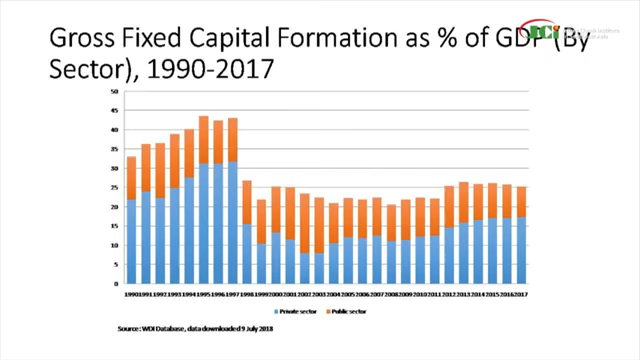 Gross Fixed Capital Formation as % of GDP (By
Sector), 1990-2017
JCI
50
45
40
35
30
25
20
15
10
5
0
1990 1991 1992 1993 1994 1995 1996 1997 1998 1999 2000 2001 2002 2003 2004 2005 2006 2007 2008 2009 2010 2011 2012 2013 2014 2015 2016 2017
Private sector Public sector
Source: WDI Database, data downloaded 9 July 2018